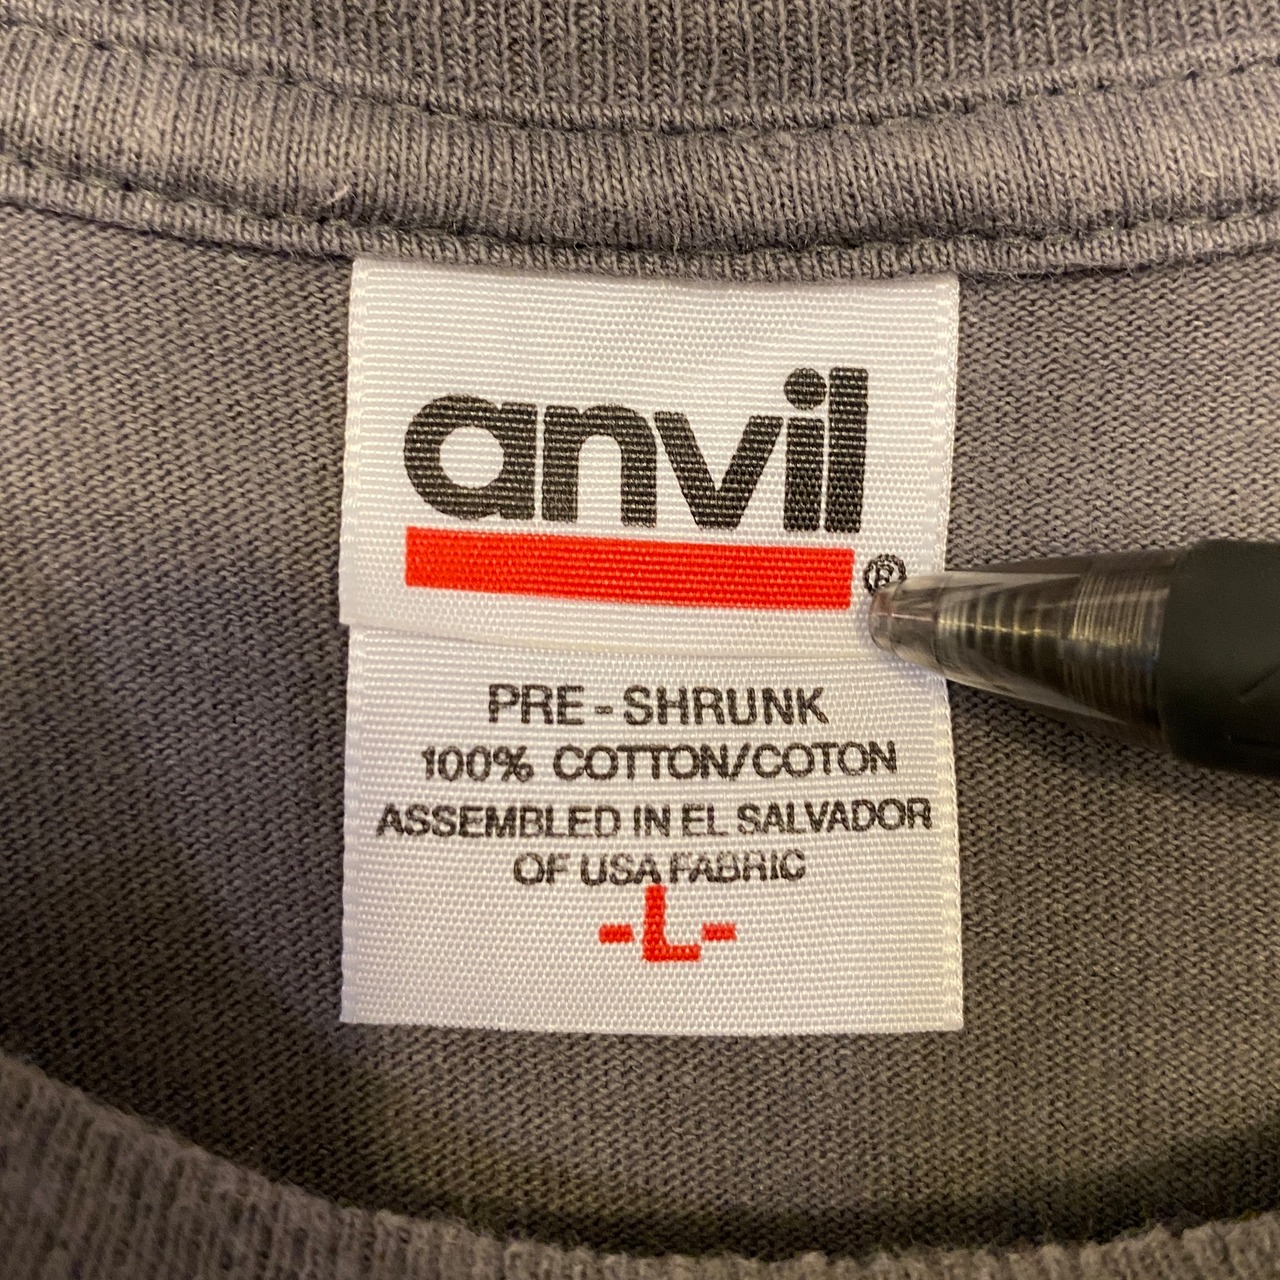 anvil
®
PRE-SHRUNK
100% COTTON/COTON
ASSEMBLED IN EL SALVADOR
OF USA FABRIC
-L-